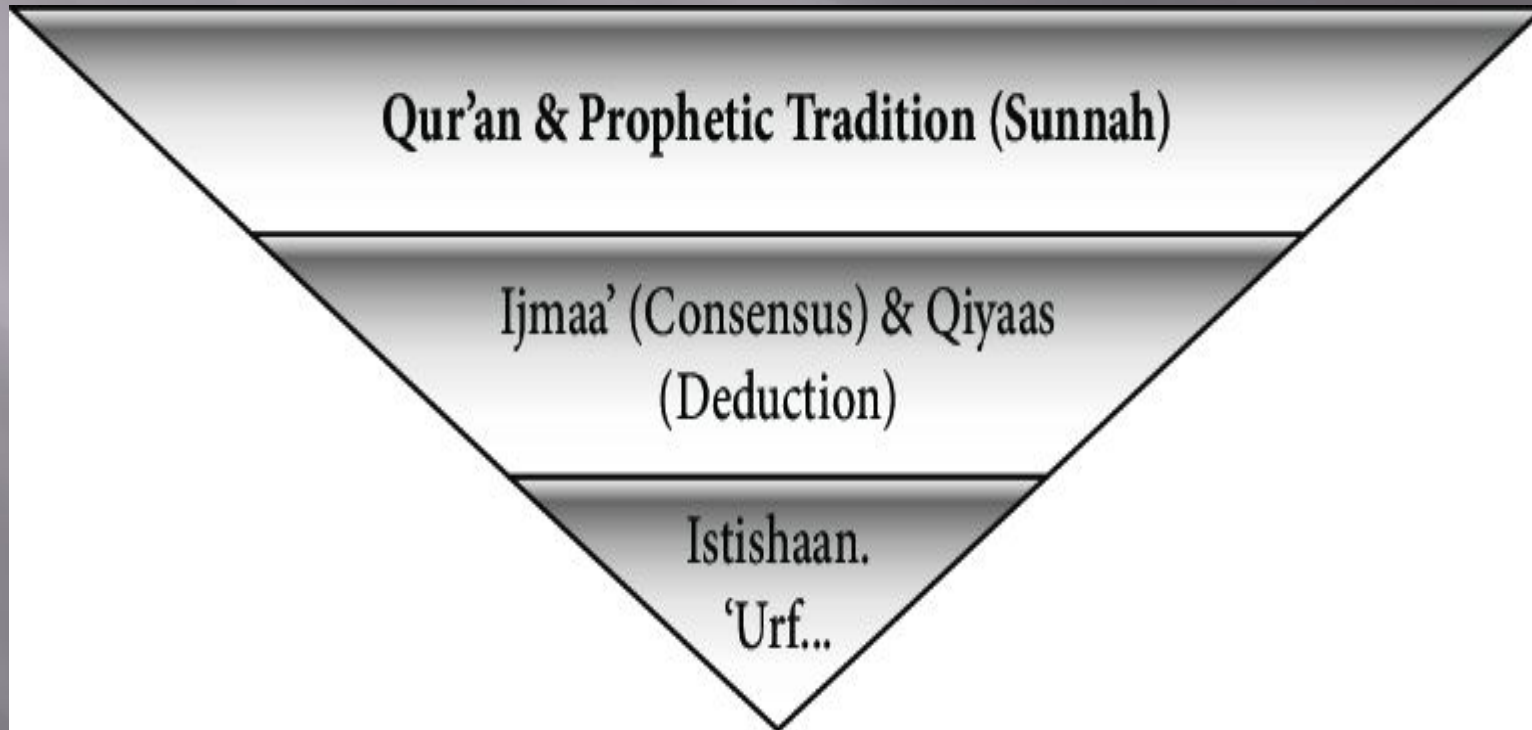 Qur’an & Prophetic Tradition (Sunnah)
Ijmaa’ (Consensus) & Qiyaas
(Deduction)
Istishaan.
‘Urf...